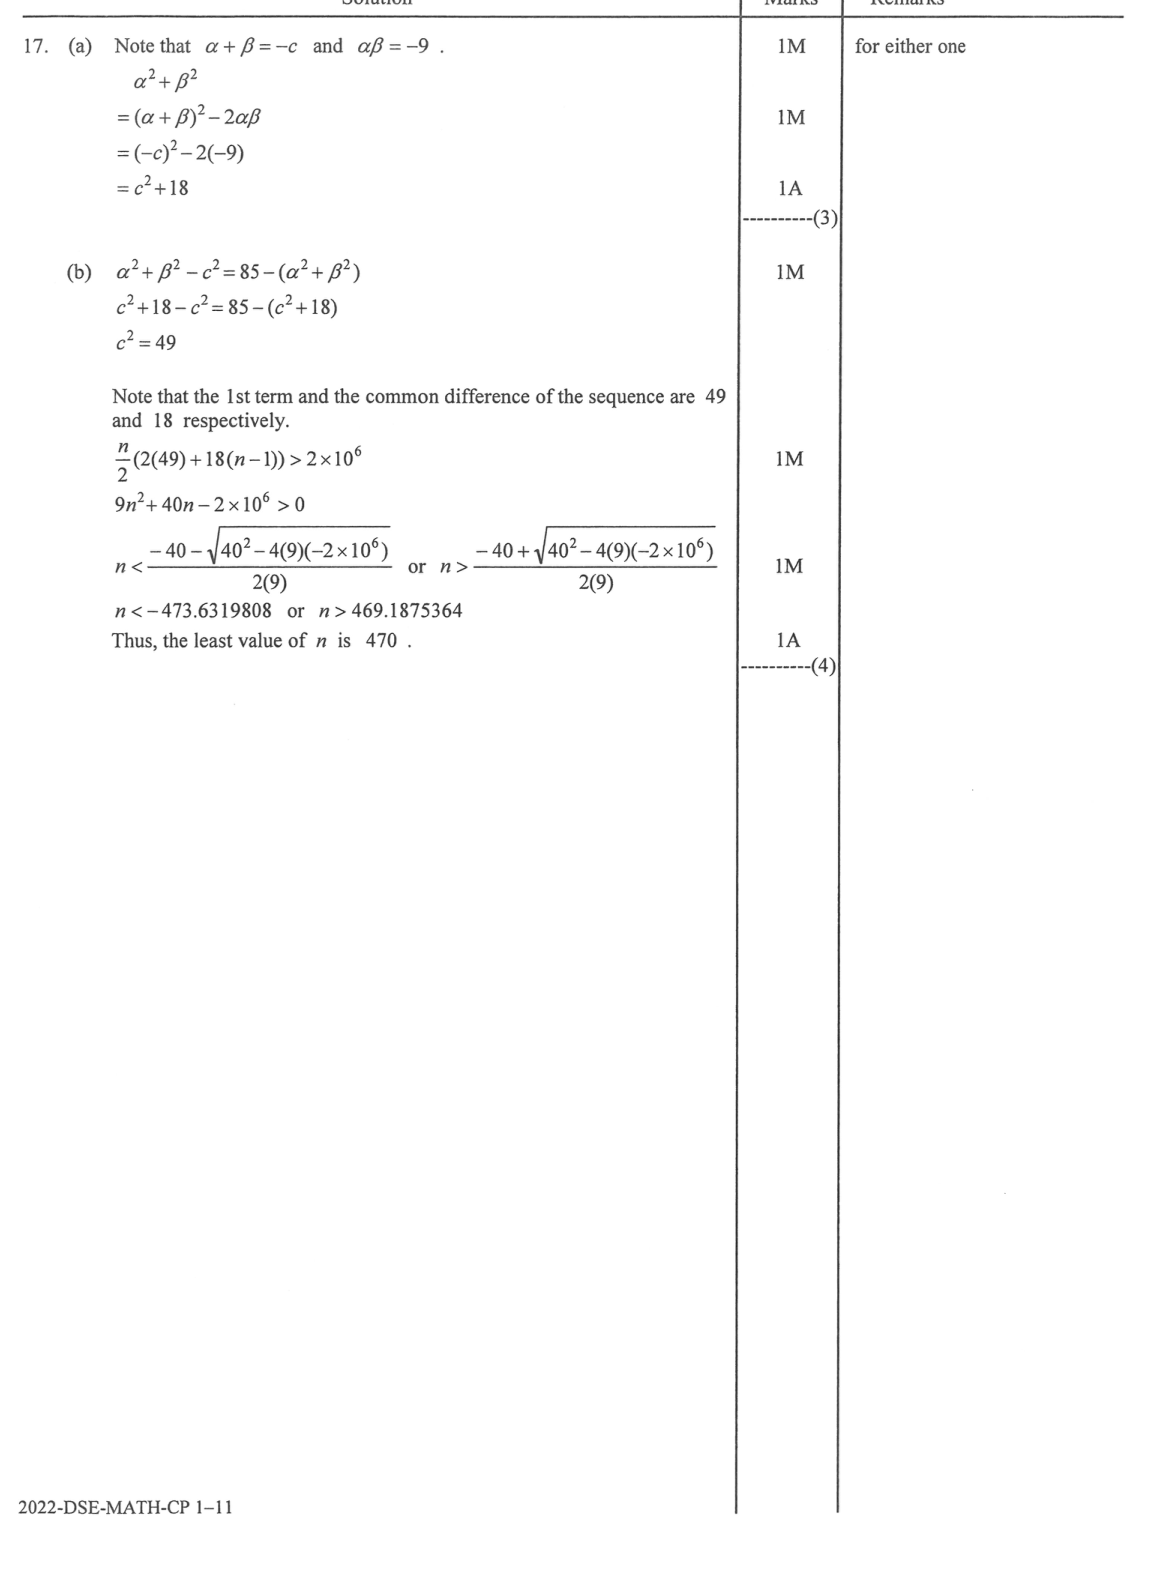 Solution Marks Remarks
17. (a) Note that α + β = −c and αβ = −9 . 1M for either one
α² + β²
= (α + β)² − 2αβ 1M
= (−c)² − 2(−9)
= c² + 18 1A
----------(3)
(b) α² + β² − c² = 85 − (α² + β²) 1M
c² + 18 − c² = 85 − (c² + 18)
c² = 49
Note that the 1st term and the common difference of the sequence are 49
and 18 respectively.
n/2 (2(49) + 18(n − 1)) > 2 × 10⁶ 1M
9n² + 40n − 2 × 10⁶ > 0
n < (−40 − √(40² − 4(9)(−2 × 10⁶)))/(2(9)) or n > (−40 + √(40² − 4(9)(−2 × 10⁶)))/(2(9)) 1M
n < −473.6319808 or n > 469.1875364
Thus, the least value of n is 470 . 1A
----------(4)
2022-DSE-MATH-CP 1–11